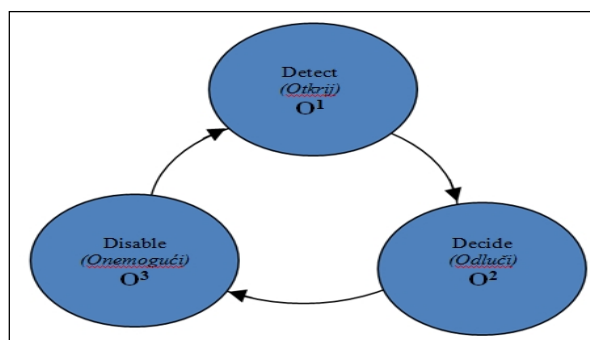 Detect
(Otkrij)
O¹
Disable
(Onemogući)
O³
Decide
(Odluči)
O²